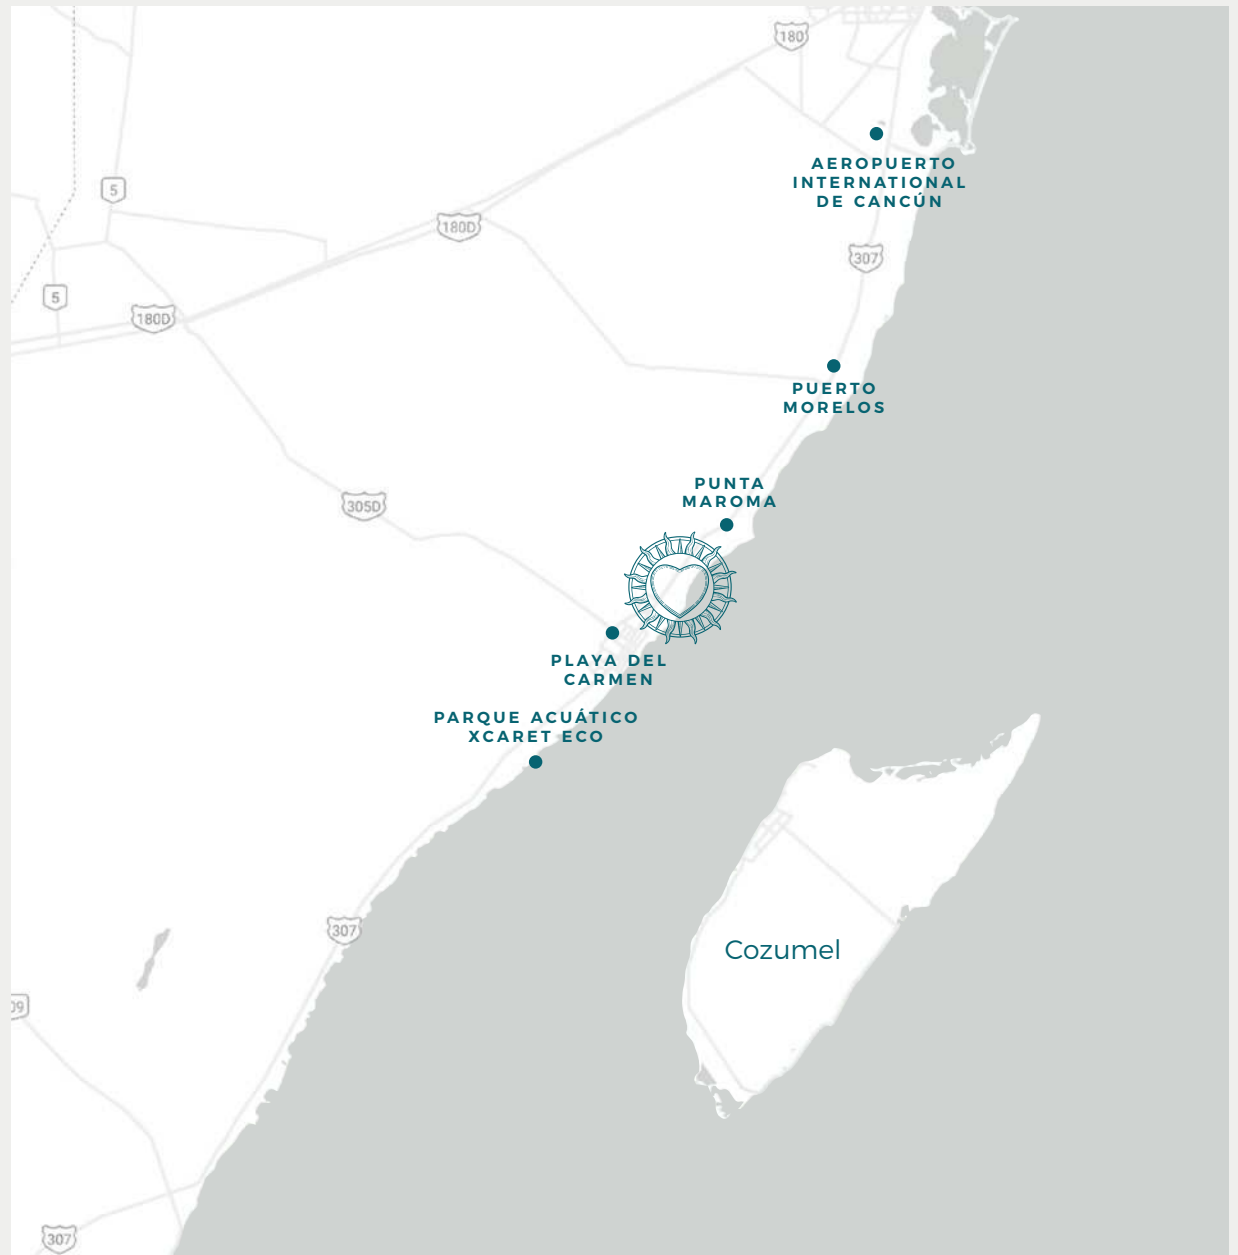 180
AEROPUERTO
INTERNATIONAL
DE CANCÚN
5
180D
307
5
180D
PUERTO
MORELOS
PUNTA
MAROMA
305D
PLAYA DEL
CARMEN
PARQUE ACUÁTICO
XCARET ECO
307
Cozumel
09
307